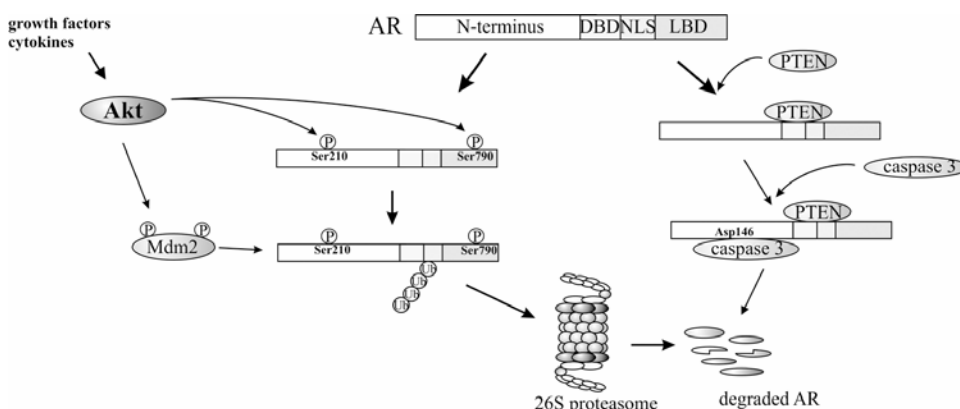 growth factors
cytokines
AR
N-terminus
DBD
NLS
LBD
PTEN
Akt
PTEN
P
P
Ser210
Ser790
caspase 3
PTEN
P
P
Mdm2
P
P
Ser210
Ser790
Asp146
caspase 3
Ub
Ub
Ub
Ub
26S proteasome
degraded AR